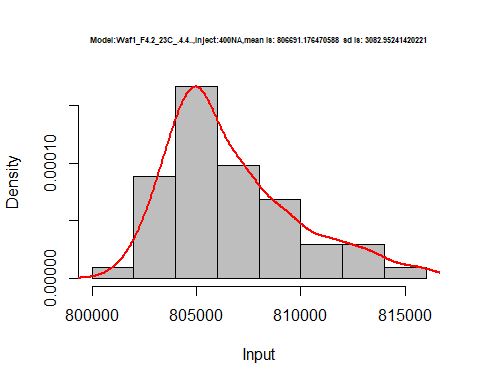 Model:Waf1_F4.2_23C_.4.4._,Inject:400NA,mean is: 806691.176470588 sd is: 3082.95241420221
Density
0.00010
0.00000
800000 805000 810000 815000
Input